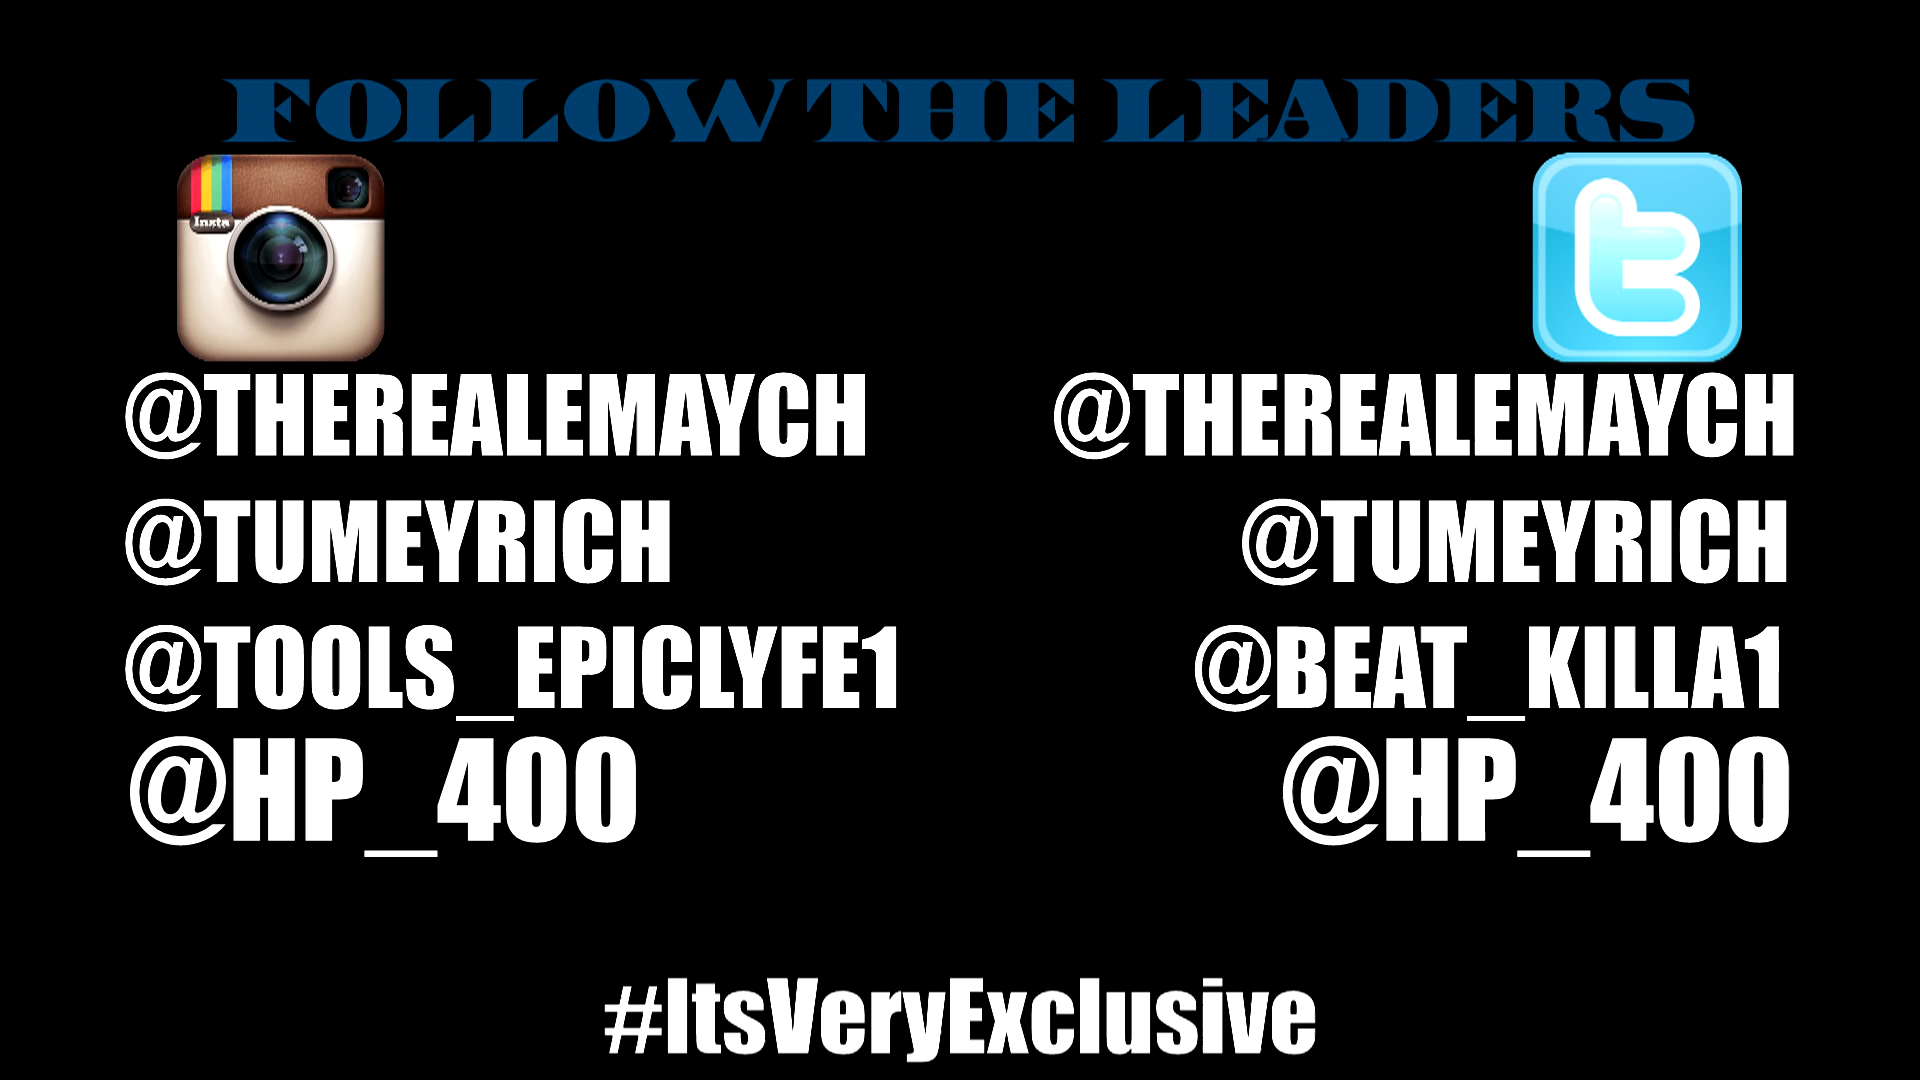 FOLLOW THE LEADERS
Insta
@THEREALEMAYCH @THEREALEMAYCH
@TUMEYRICH @TUMEYRICH
@TOOLS_EPICLYFE1 @BEAT_KILLA1
@HP_400 @HP_400
#ItsVeryExclusive